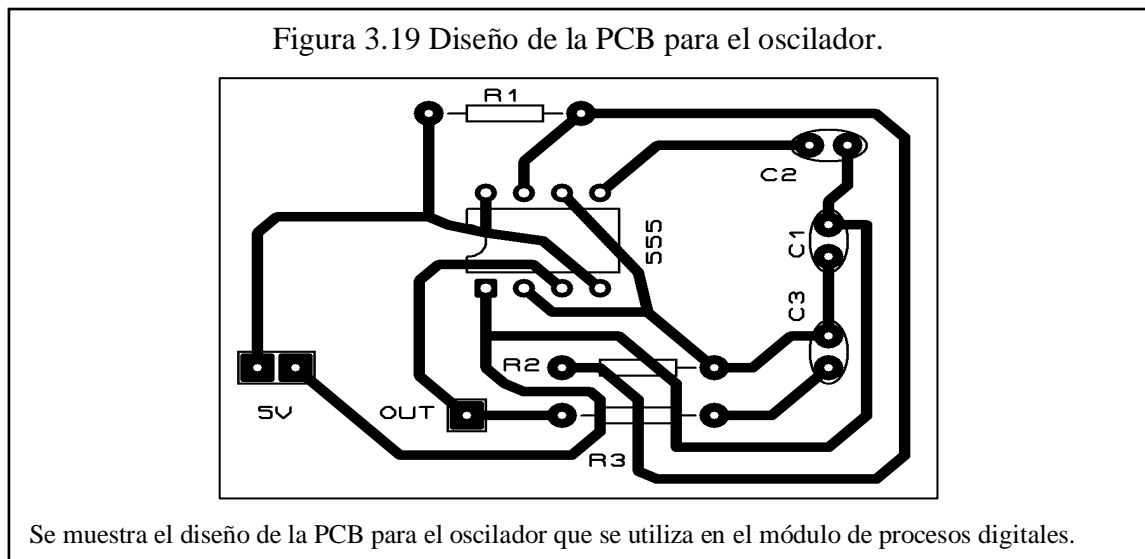 Figura 3.19 Diseño de la PCB para el oscilador.
R1
C2
555
C1
C3
R2
5V
OUT
R3
Se muestra el diseño de la PCB para el oscilador que se utiliza en el módulo de procesos digitales.